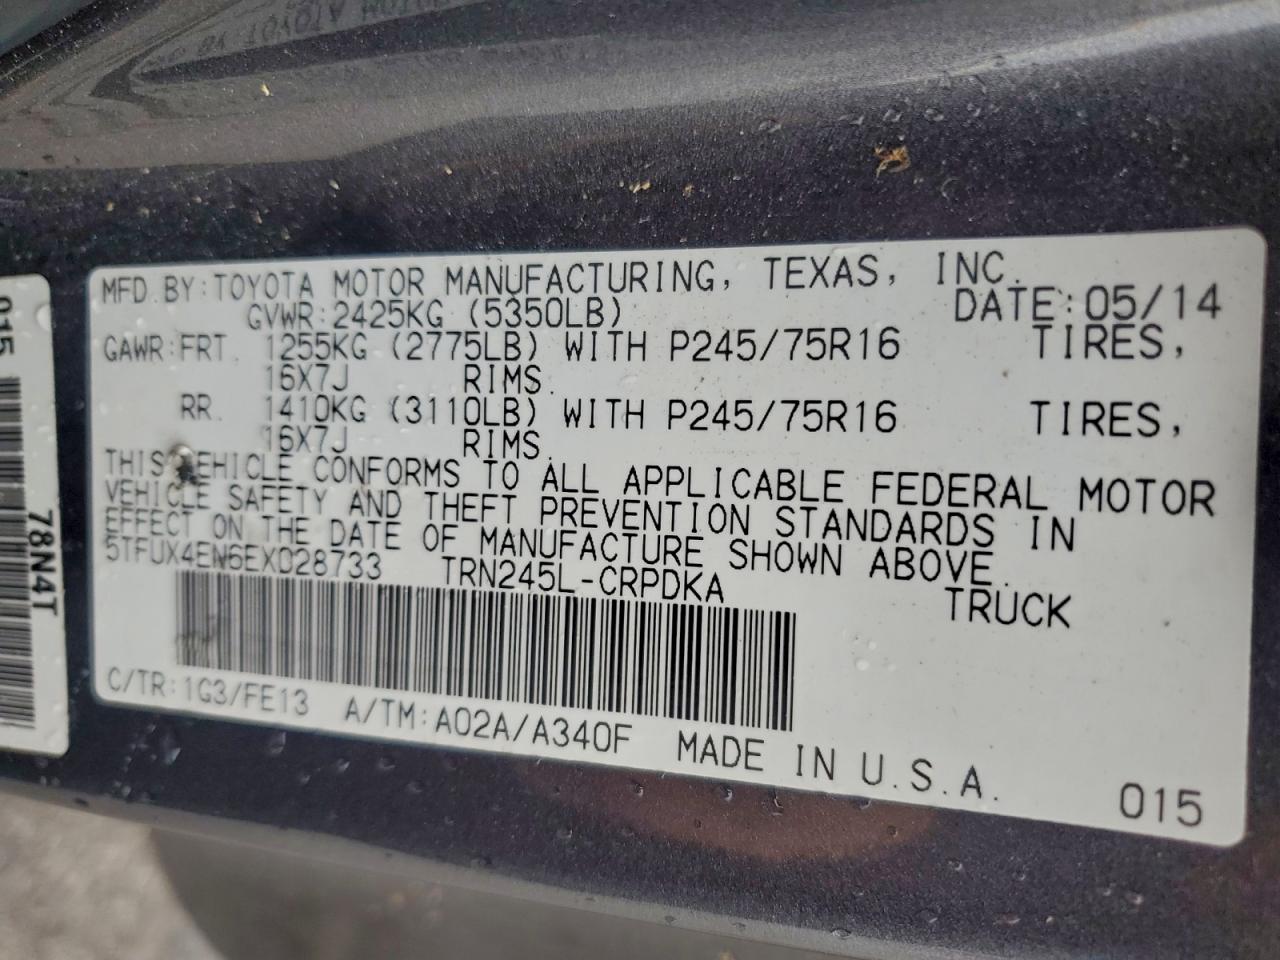 MFD. BY: TOYOTA MOTOR MANUFACTURING, TEXAS, INC.
GVWR: 2425KG (5350LB) DATE: 05/14
GAWR: FRT. 1255KG (2775LB) WITH P245/75R16 TIRES,
16X7J RIMS.
RR. 1410KG (3110LB) WITH P245/75R16 TIRES,
16X7J RIMS.
THIS VEHICLE CONFORMS TO ALL APPLICABLE FEDERAL MOTOR
VEHICLE SAFETY AND THEFT PREVENTION STANDARDS IN
EFFECT ON THE DATE OF MANUFACTURE SHOWN ABOVE.
5TFUX4EN6EX028733 TRN245L-CRPDKA TRUCK
C/TR: 1G3/FE13 A/TM: A02A/A340F MADE IN U.S.A.
015
015
78N4T